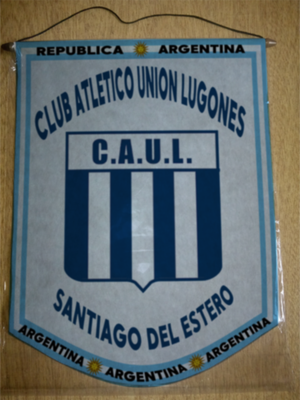 REPUBLICA ARGENTINA
CLUB ATLETICO UNION LUGONES
C.A.U.L.
SANTIAGO DEL ESTERO
ARGENTINA ARGENTINA ARGENTINA